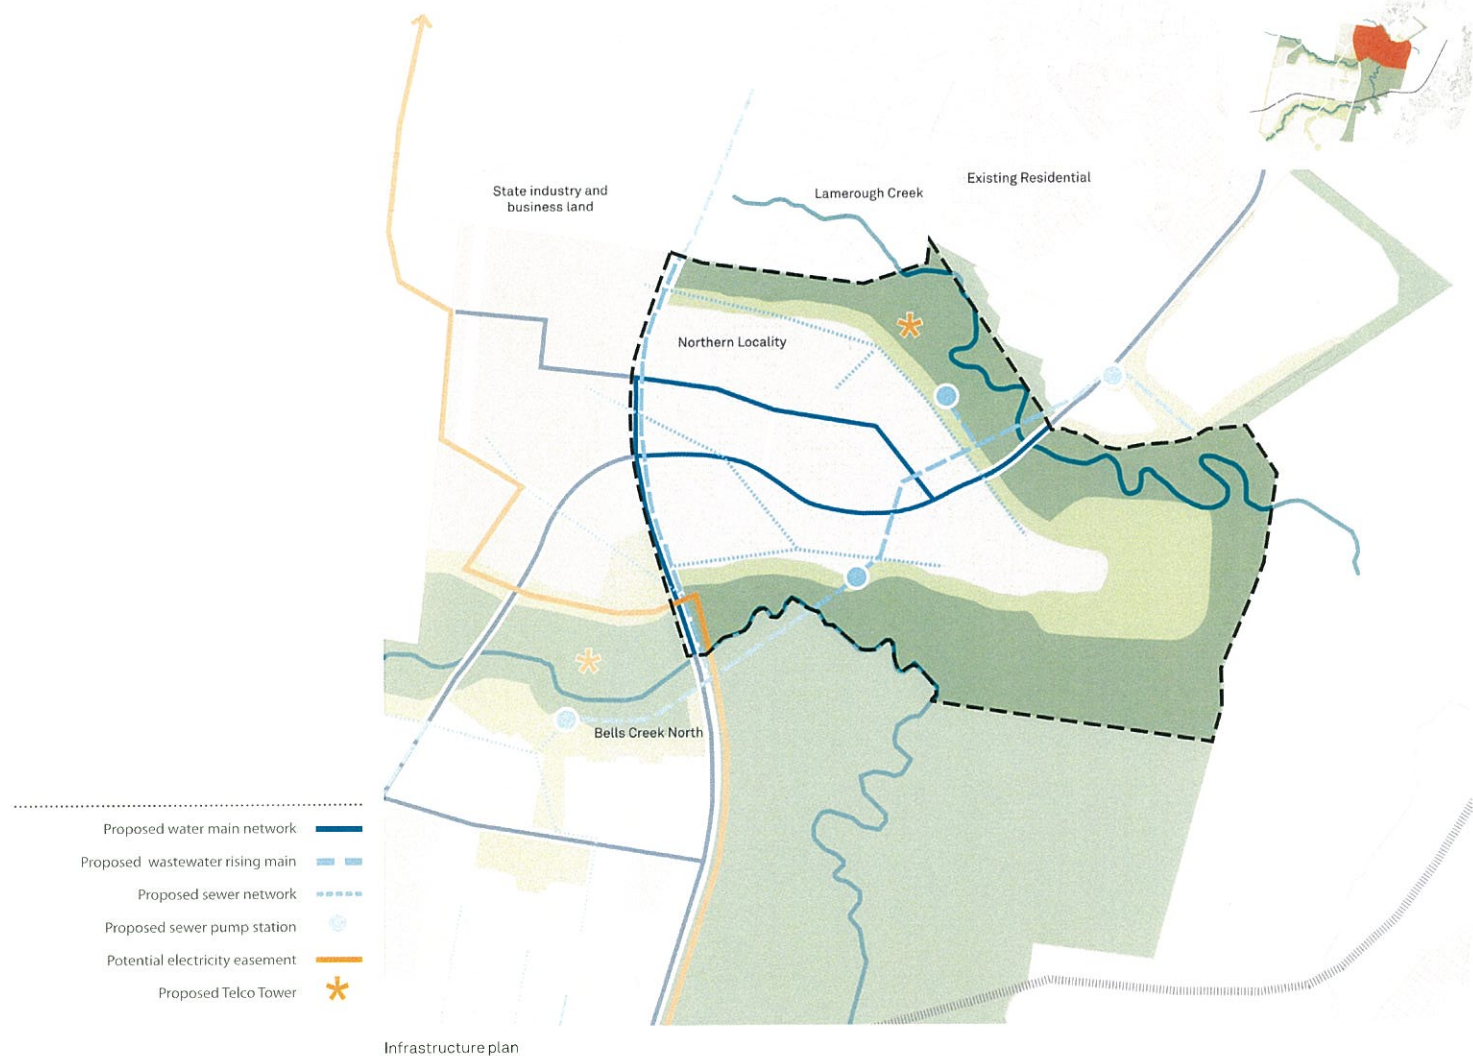 State industry and
business land
Lamerough Creek
Existing Residential
Northern Locality
Bells Creek North
Proposed water main network
Proposed wastewater rising main
Proposed sewer network
Proposed sewer pump station
Potential electricity easement
Proposed Telco Tower
Infrastructure plan